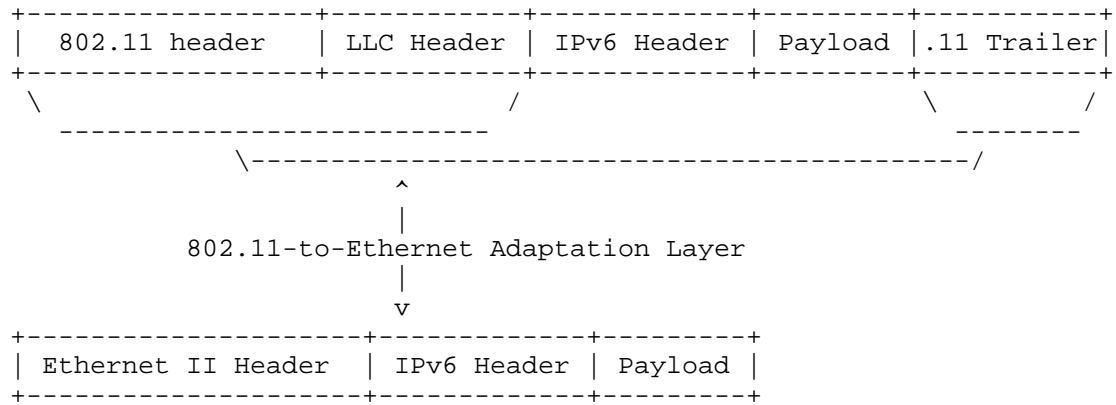 802.11 header | LLC Header | IPv6 Header | Payload |.11 Trailer
802.11-to-Ethernet Adaptation Layer
Ethernet II Header | IPv6 Header | Payload